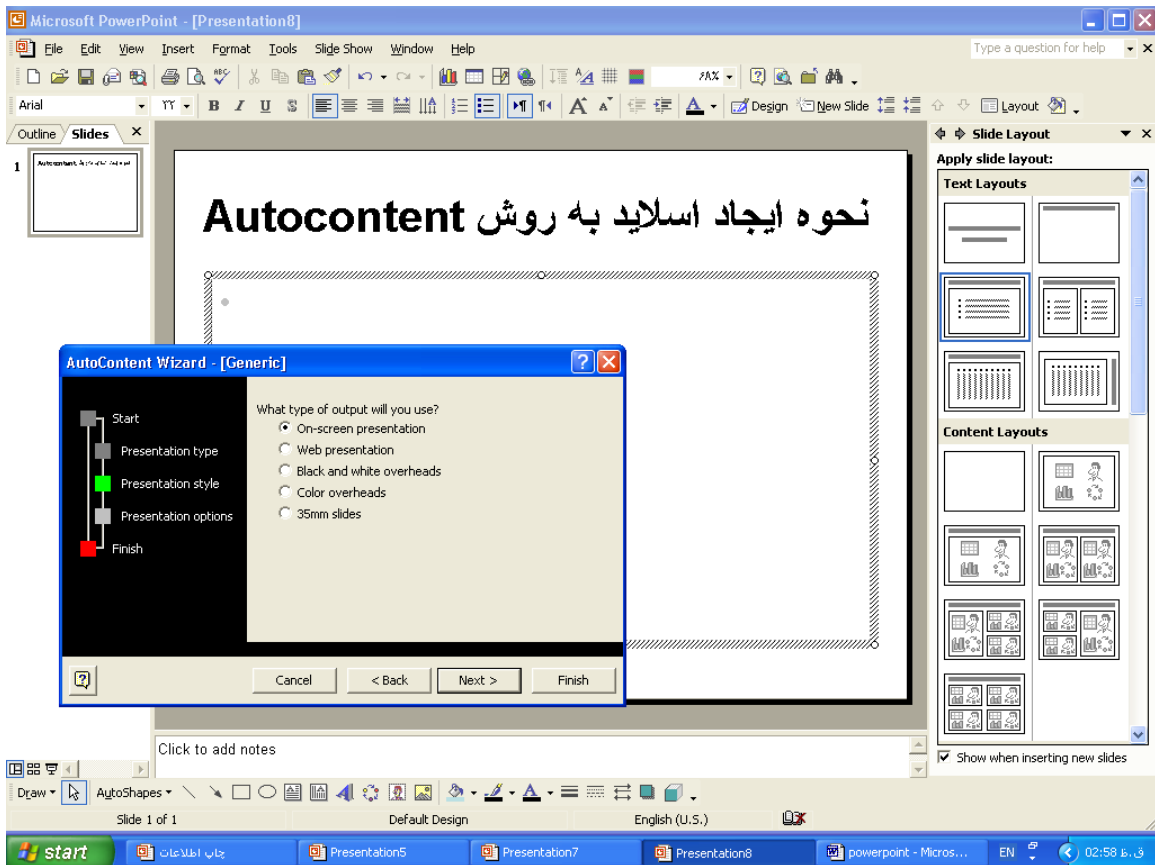 Microsoft PowerPoint - [Presentation8]
File Edit View Insert Format Tools Slide Show Window Help
Type a question for help
Arial
Design New Slide Layout
Outline Slides
Slide Layout
1
Apply slide layout:
Text Layouts
نحوه ایجاد اسلاید به روش Autocontent
AutoContent Wizard - [Generic]
Start
Presentation type
Presentation style
Presentation options
Finish
What type of output will you use?
On-screen presentation
Web presentation
Black and white overheads
Color overheads
35mm slides
Cancel < Back Next > Finish
Content Layouts
Click to add notes
Show when inserting new slides
Draw AutoShapes
Slide 1 of 1 Default Design English (U.S.)
start چاپ اطلاعات Presentation5 Presentation7 Presentation8 powerpoint - Micros... EN 02:58 ق.ظ